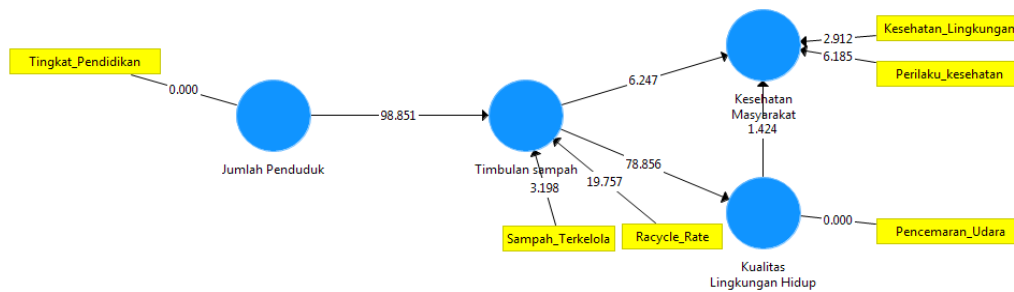 Kesehatan_Lingkungan
2.912
6.185
Perilaku_kesehatan
Tingkat_Pendidikan
0.000
6.247
Kesehatan
Masyarakat
1.424
98.851
Jumlah Penduduk
Timbulan sampah
78.856
3.198
19.757
Sampah_Terkelola
Racycle_Rate
0.000
Pencemaran_Udara
Kualitas
Lingkungan Hidup